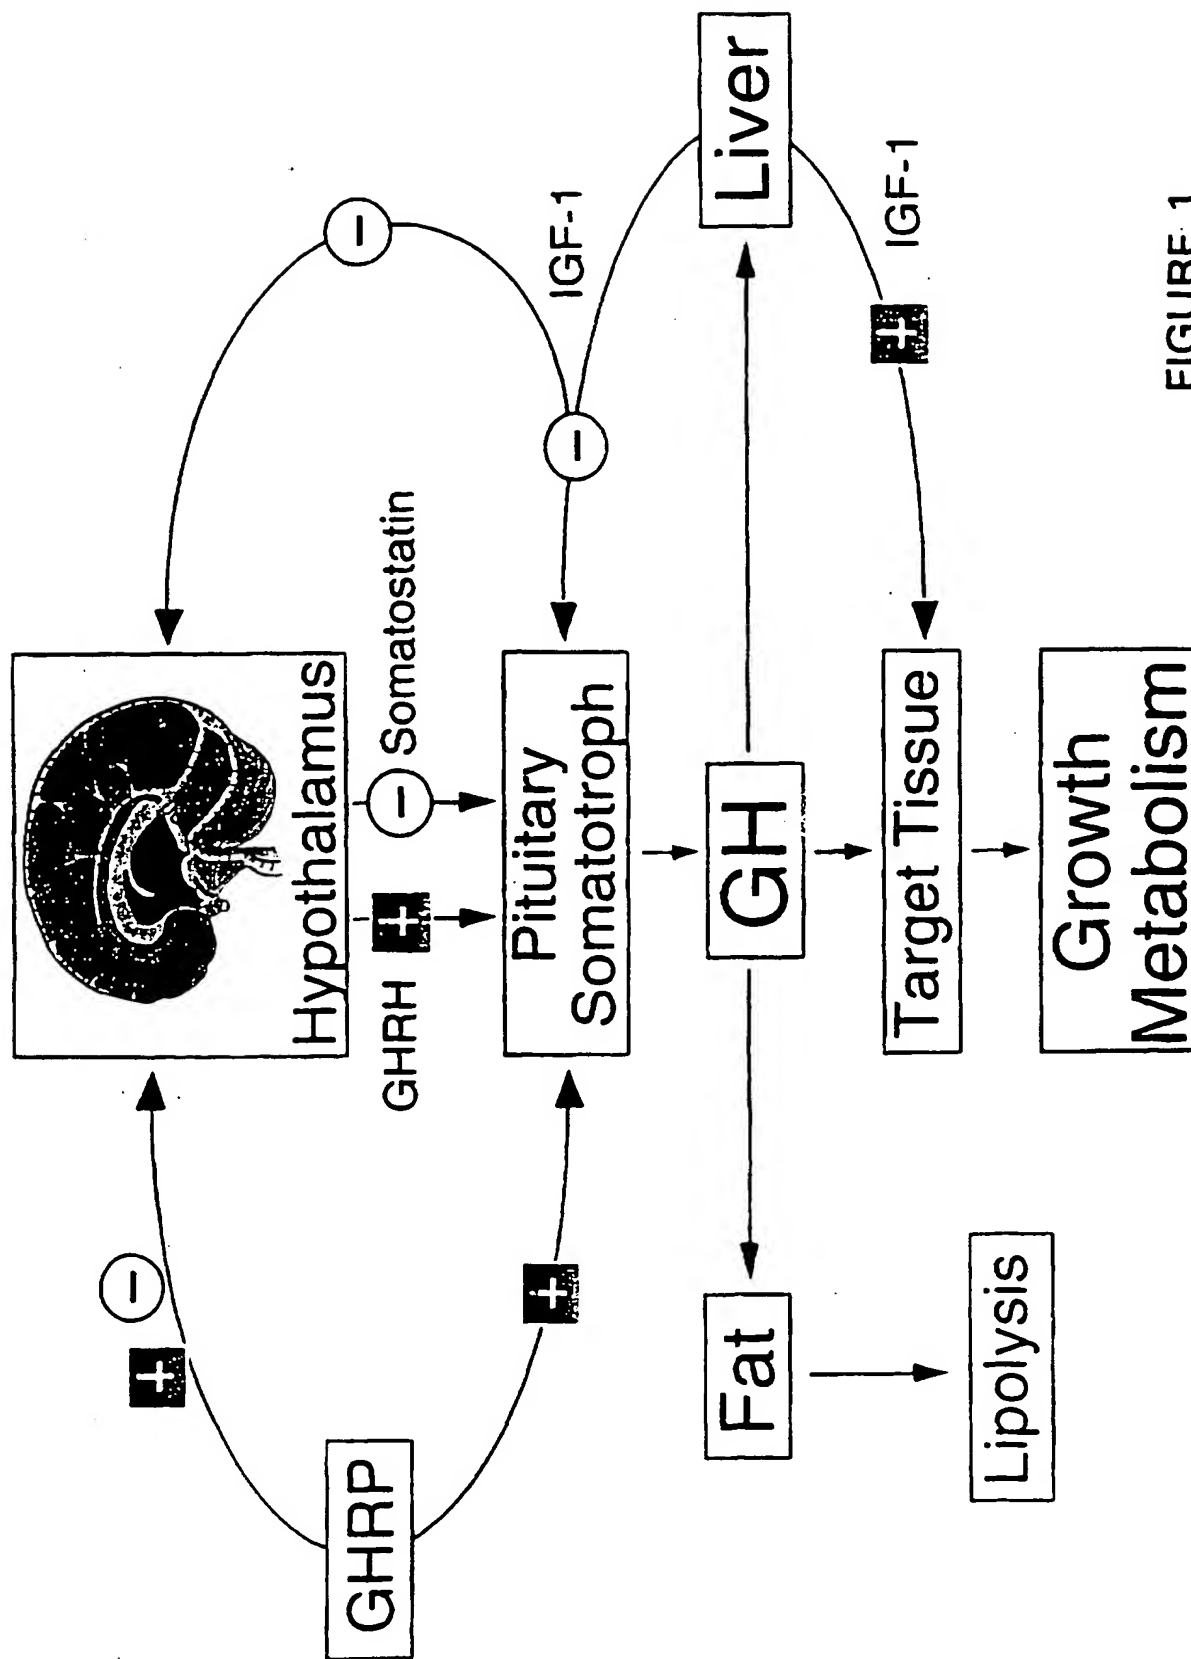 Hypothalamus
GHRH
+
−
Somatostatin
−
+
−
GHRP
+
Pituitary
Somatotroph
−
IGF-1
Fat
GH
Liver
Lipolysis
Target Tissue
+
IGF-1
Growth
Metabolism
FIGURE 1